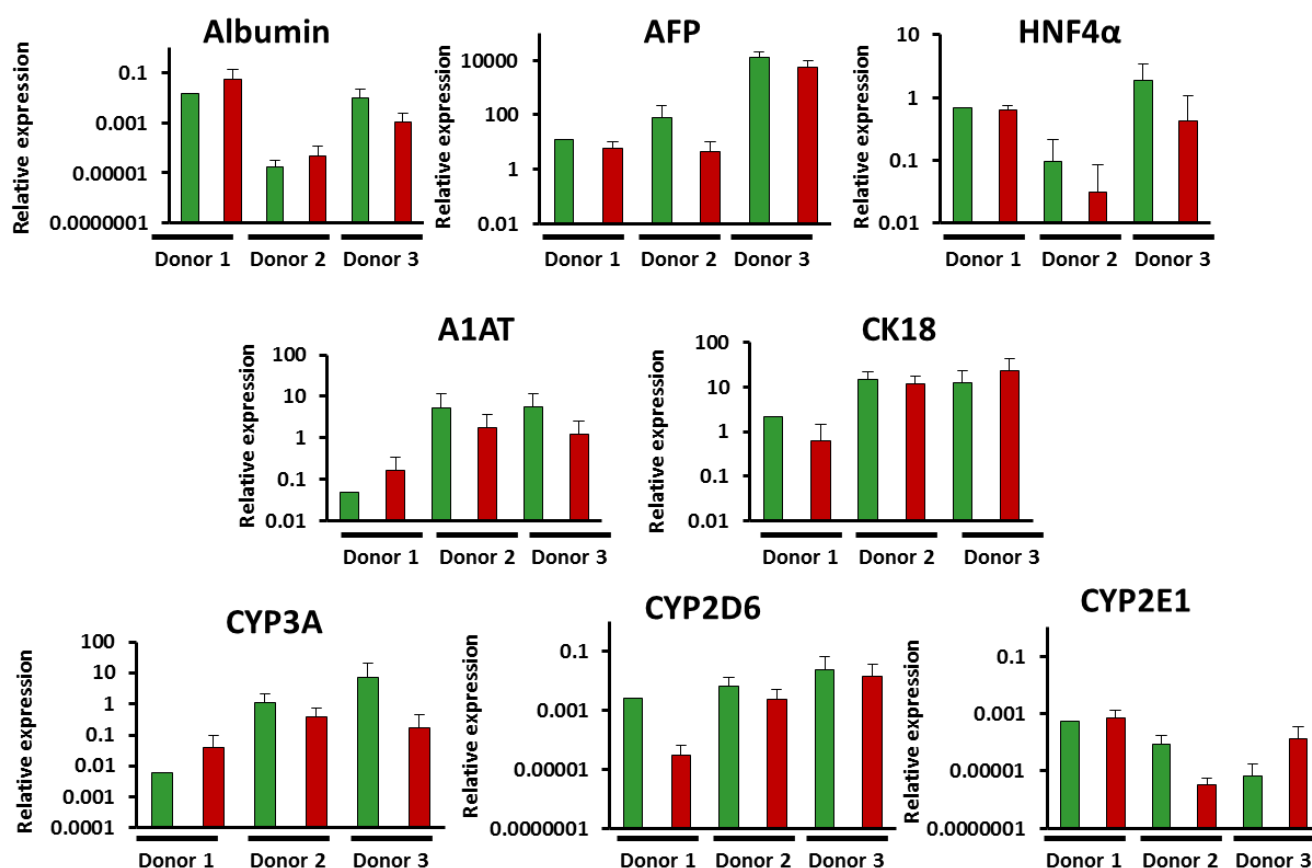 Albumin
Relative expression
0.1
0.001
0.00001
0.0000001
Donor 1 Donor 2 Donor 3
AFP
Relative expression
10000
100
1
0.01
Donor 1 Donor 2 Donor 3
HNF4α
Relative expression
10
1
0.1
0.01
Donor 1 Donor 2 Donor 3
A1AT
Relative expression
100
10
1
0.1
0.01
Donor 1 Donor 2 Donor 3
CK18
Relative expression
100
10
1
0.1
0.01
Donor 1 Donor 2 Donor 3
CYP3A
Relative expression
100
10
1
0.1
0.01
0.001
0.0001
Donor 1 Donor 2 Donor 3
CYP2D6
Relative expression
0.1
0.001
0.00001
0.0000001
Donor 1 Donor 2 Donor 3
CYP2E1
Relative expression
0.1
0.001
0.00001
0.0000001
Donor 1 Donor 2 Donor 3